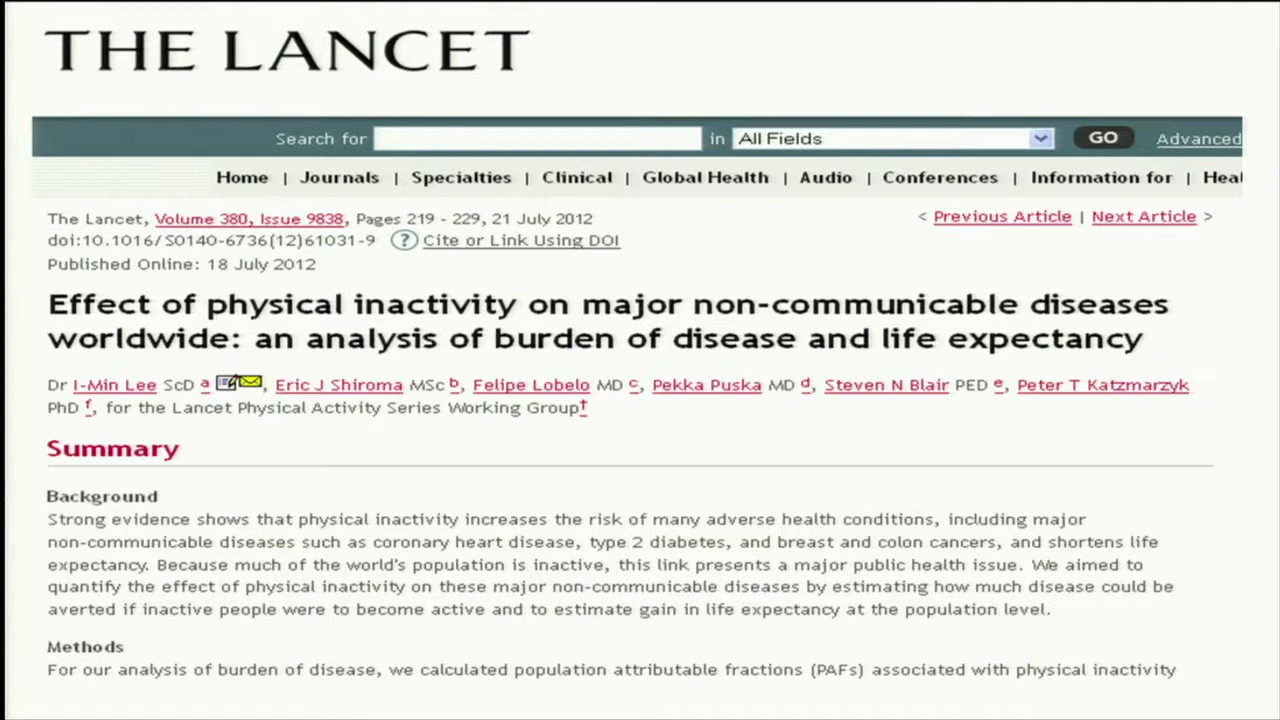 THE LANCET
Search for in All Fields GO Advanced
Home | Journals | Specialties | Clinical | Global Health | Audio | Conferences | Information for | Heal
The Lancet, Volume 380, Issue 9838, Pages 219 - 229, 21 July 2012 < Previous Article | Next Article >
doi:10.1016/S0140-6736(12)61031-9 ? Cite or Link Using DOI
Published Online: 18 July 2012
Effect of physical inactivity on major non-communicable diseases
worldwide: an analysis of burden of disease and life expectancy
Dr I-Min Lee ScD a, Eric J Shiroma MSc b, Felipe Lobelo MD c, Pekka Puska MD d, Steven N Blair PED e, Peter T Katzmarzyk
PhD f, for the Lancet Physical Activity Series Working Group†
Summary
Background
Strong evidence shows that physical inactivity increases the risk of many adverse health conditions, including major
non-communicable diseases such as coronary heart disease, type 2 diabetes, and breast and colon cancers, and shortens life
expectancy. Because much of the world's population is inactive, this link presents a major public health issue. We aimed to
quantify the effect of physical inactivity on these major non-communicable diseases by estimating how much disease could be
averted if inactive people were to become active and to estimate gain in life expectancy at the population level.
Methods
For our analysis of burden of disease, we calculated population attributable fractions (PAFs) associated with physical inactivity